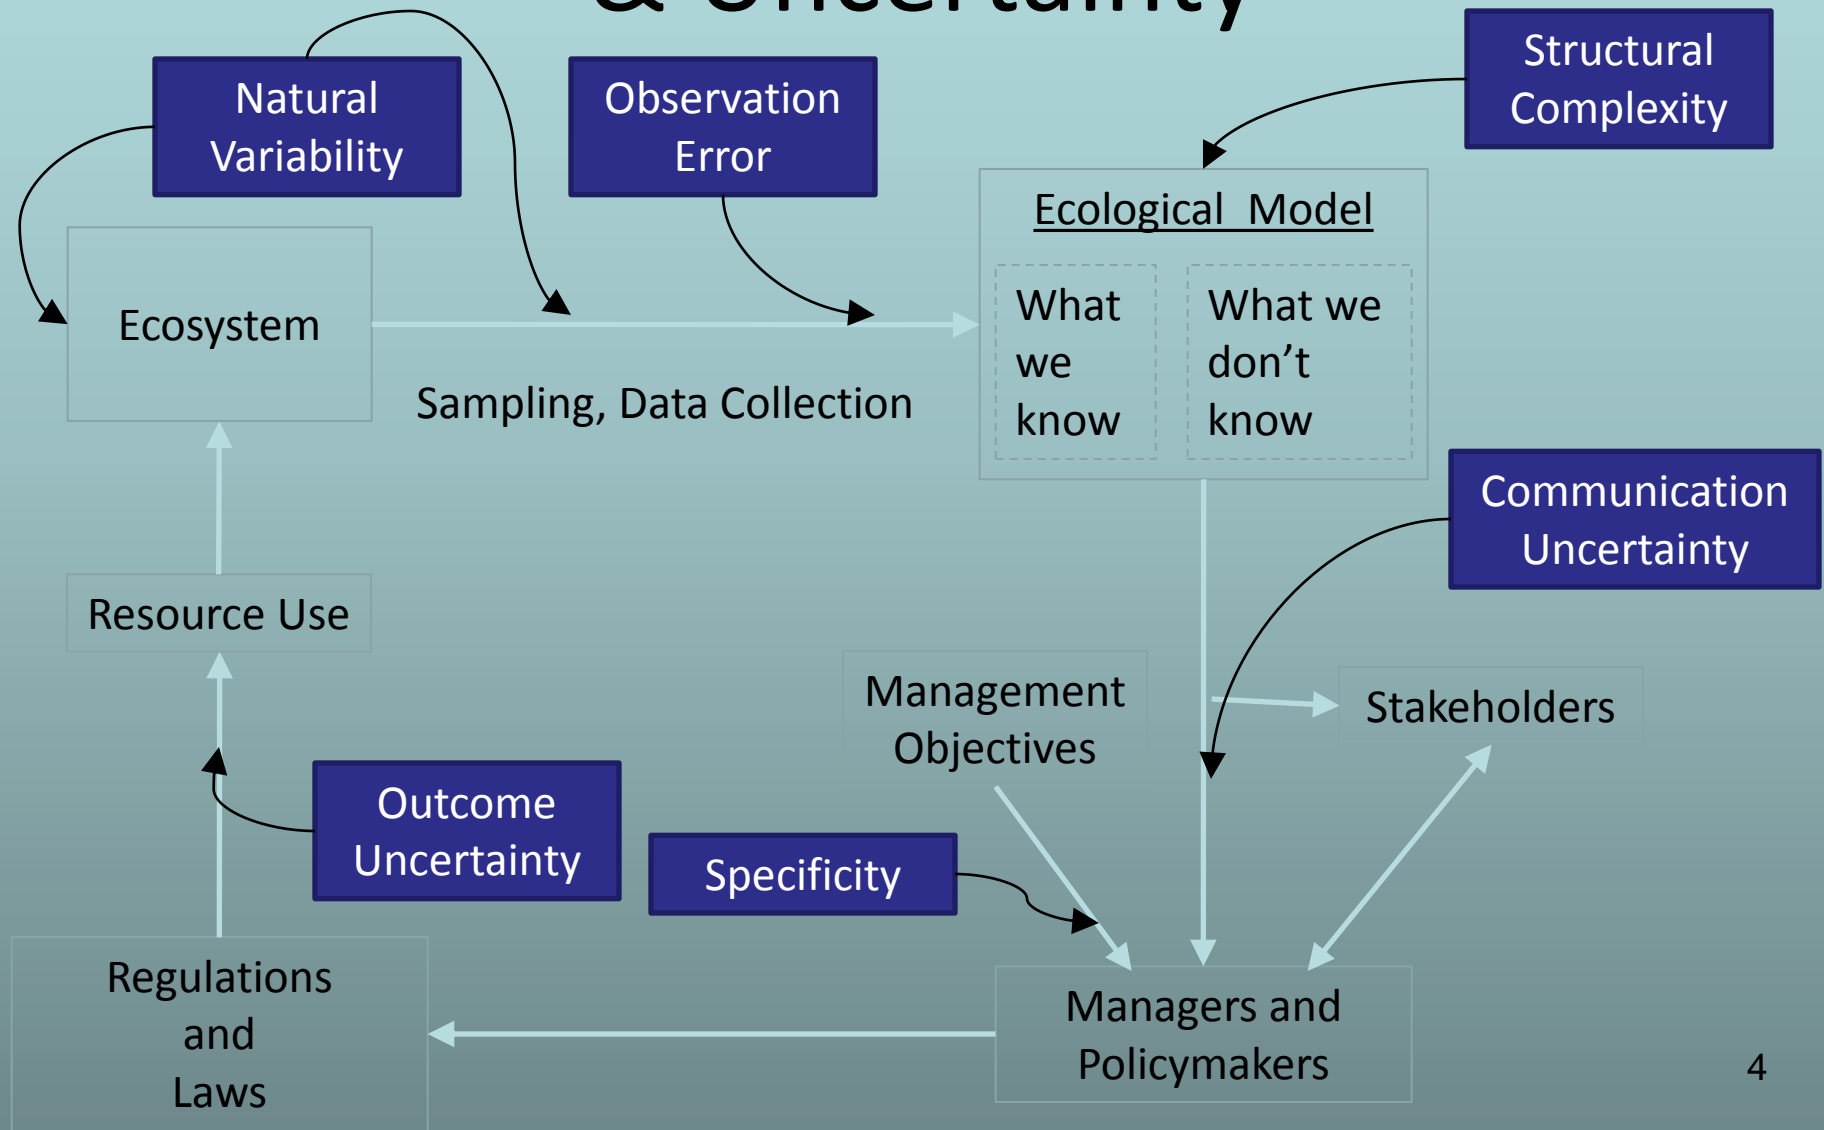 & Uncertainty
Natural
Variability
Observation
Error
Structural
Complexity
Ecological Model
What
we
know
What we
don’t
know
Ecosystem
Sampling, Data Collection
Communication
Uncertainty
Resource Use
Management
Objectives
Stakeholders
Outcome
Uncertainty
Specificity
Regulations
and
Laws
Managers and
Policymakers
4